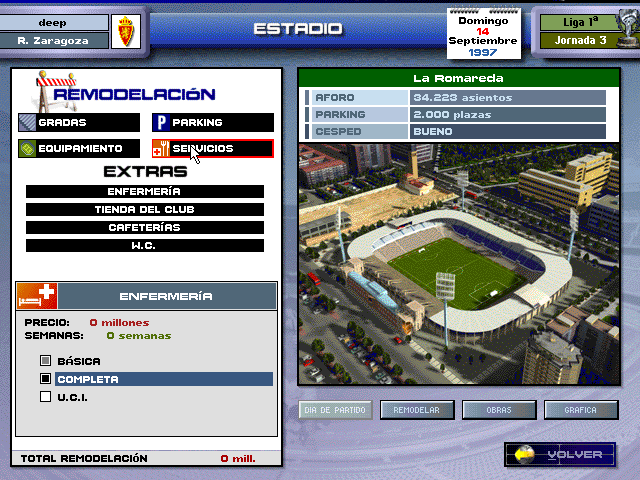 deep
R. Zaragoza
ESTADIO
Domingo
14
Septiembre
1997
Liga 1ª
Jornada 3
REMODELACIÓN
GRADAS
P PARKING
EQUIPAMIENTO
SERVICIOS
EXTRAS
ENFERMERÍA
TIENDA DEL CLUB
CAFETERÍAS
W.C.
ENFERMERÍA
PRECIO: 0 millones
SEMANAS: 0 semanas
BÁSICA
COMPLETA
U.C.I.
TOTAL REMODELACIÓN 0 mill.
La Romareda
AFORO 34.223 asientos
PARKING 2.000 plazas
CESPED BUENO
DIA DE PARTIDO
REMODELAR
OBRAS
GRAFICA
VOLVER